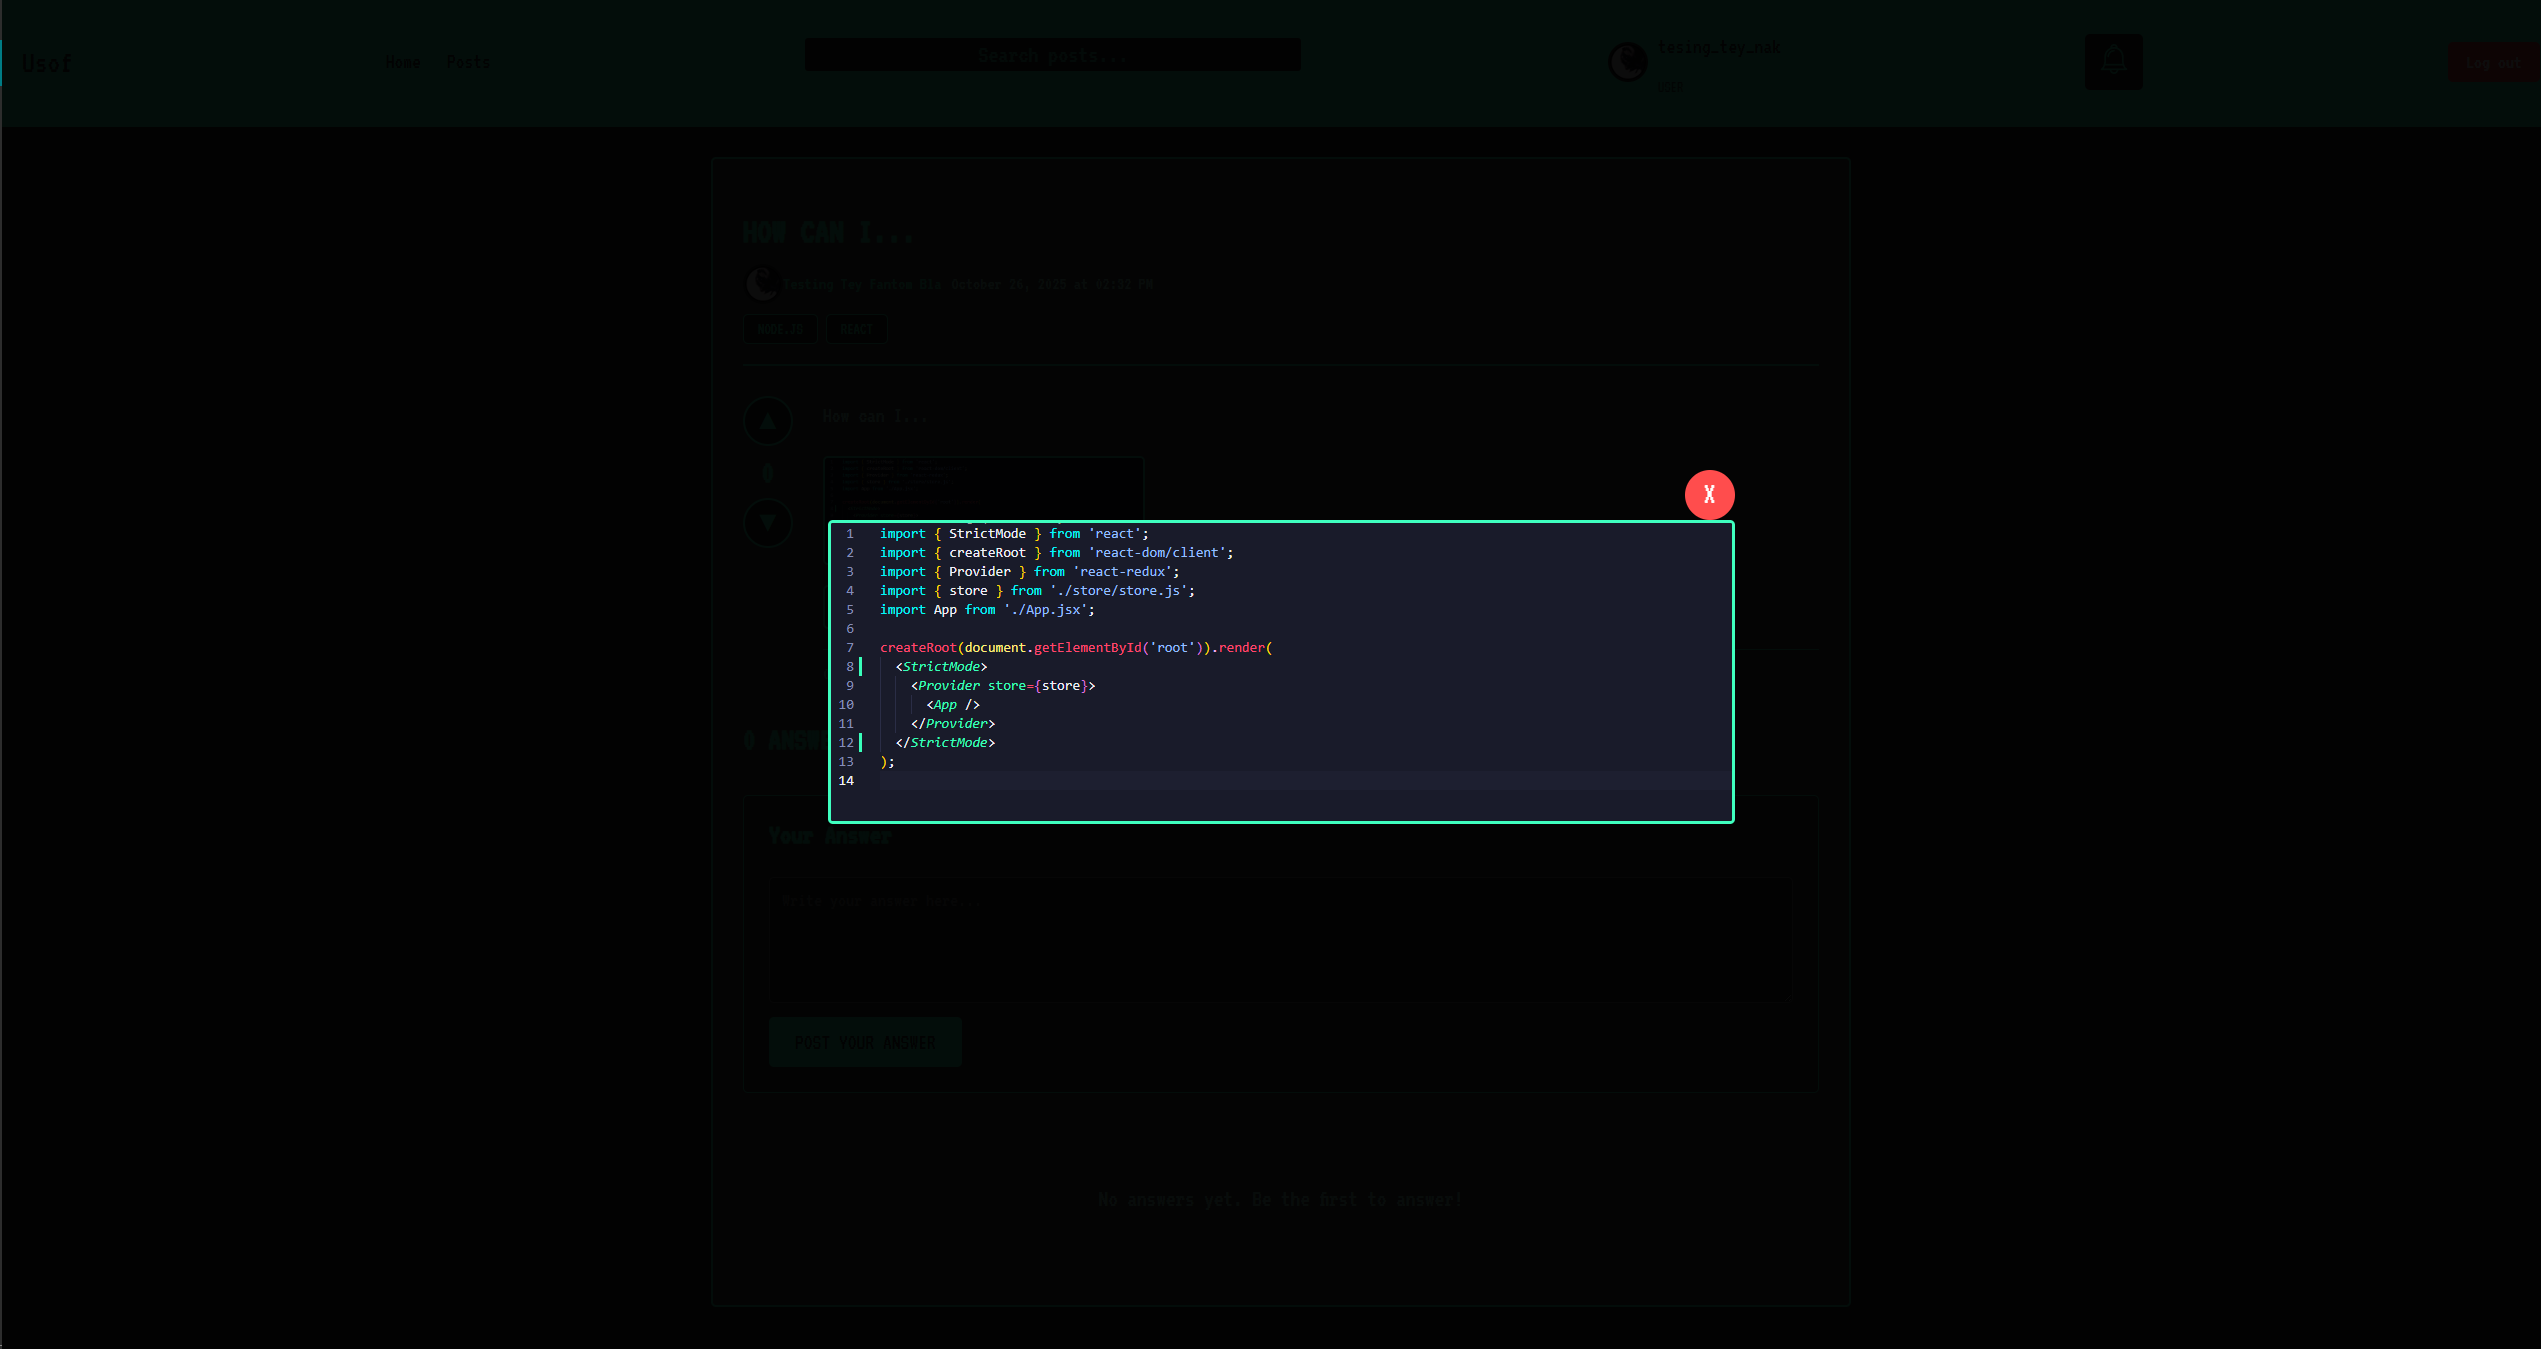 Usof
Home Posts
Search posts...
tesing_tey_nak
USER
Log out
HOW CAN I...
October 26, 2025 at 02:32 PM
NODE.JS REACT
▲
How can I...
0
▼
X
1 import { StrictMode } from 'react';
2 import { createRoot } from 'react-dom/client';
3 import { Provider } from 'react-redux';
4 import { store } from './store/store.js';
5 import App from './App.jsx';
6
7 createRoot(document.getElementById('root')).render(
8 <StrictMode>
9 <Provider store={store}>
10 <App />
11 </Provider>
12 </StrictMode>
13 );
14
0 ANSW
Your Answer
Write your answer here
POST YOUR ANSWER
No answers yet. Be the first to answer!